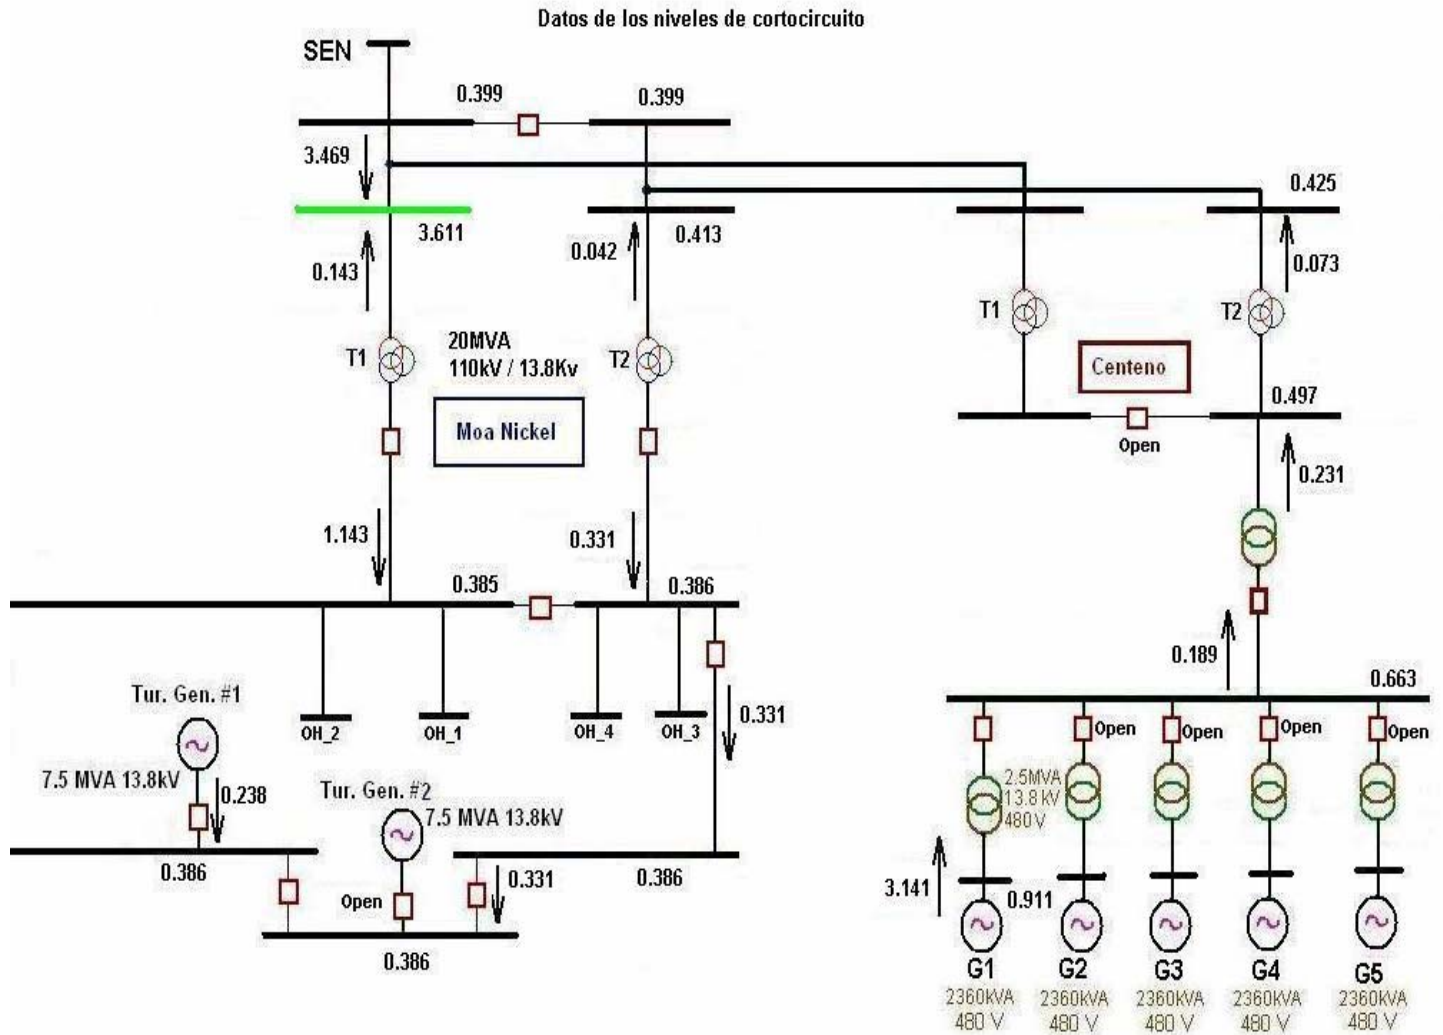 Datos de los niveles de cortocircuito
SEN
0.399
0.399
3.469
0.425
3.611
0.413
0.042
0.143
0.073
T1
20MVA
110kV / 13.8Kv
T2
T1
T2
Centeno
Moa Nickel
0.497
Open
0.231
1.143
0.331
0.385
0.386
0.189
0.663
Tur. Gen. #1
OH_2
OH_1
OH_4
OH_3
0.331
Open
Open
Open
Open
7.5 MVA 13.8kV
0.238
Tur. Gen. #2
7.5 MVA 13.8kV
2.5MVA
13.8 kV
480 V
0.386
Open
0.331
0.386
3.141
0.911
0.386
G1
G2
G3
G4
G5
2360kVA
2360kVA
2360kVA
2360kVA
2360kVA
480 V
480 V
480 V
480 V
480 V